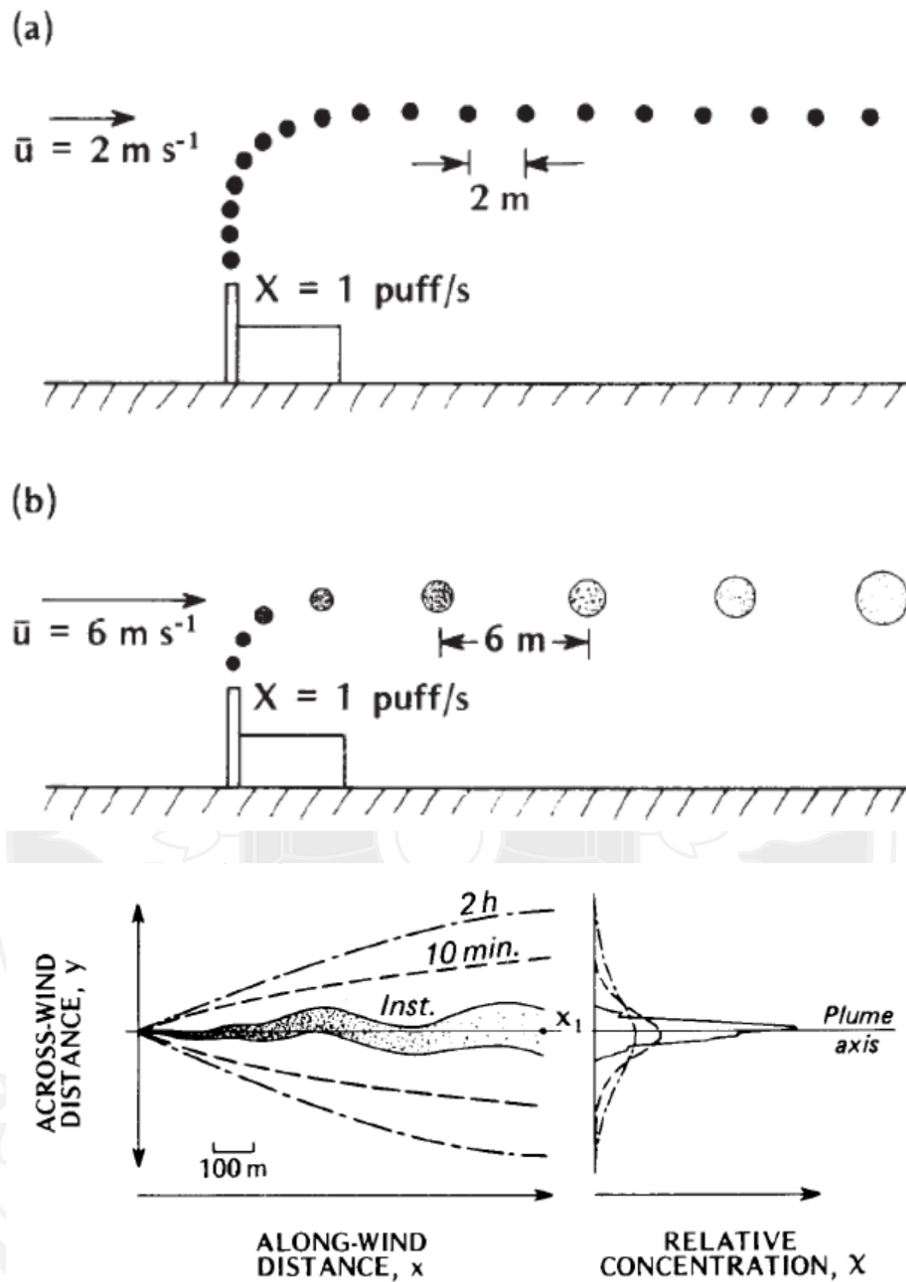 (a)
ū = 2 m s⁻¹
2 m
X = 1 puff/s
(b)
ū = 6 m s⁻¹
6 m
X = 1 puff/s
2 h
10 min.
Inst.
x₁
Plume
axis
ACROSS-WIND
DISTANCE, y
100 m
ALONG-WIND
DISTANCE, x
RELATIVE
CONCENTRATION, χ